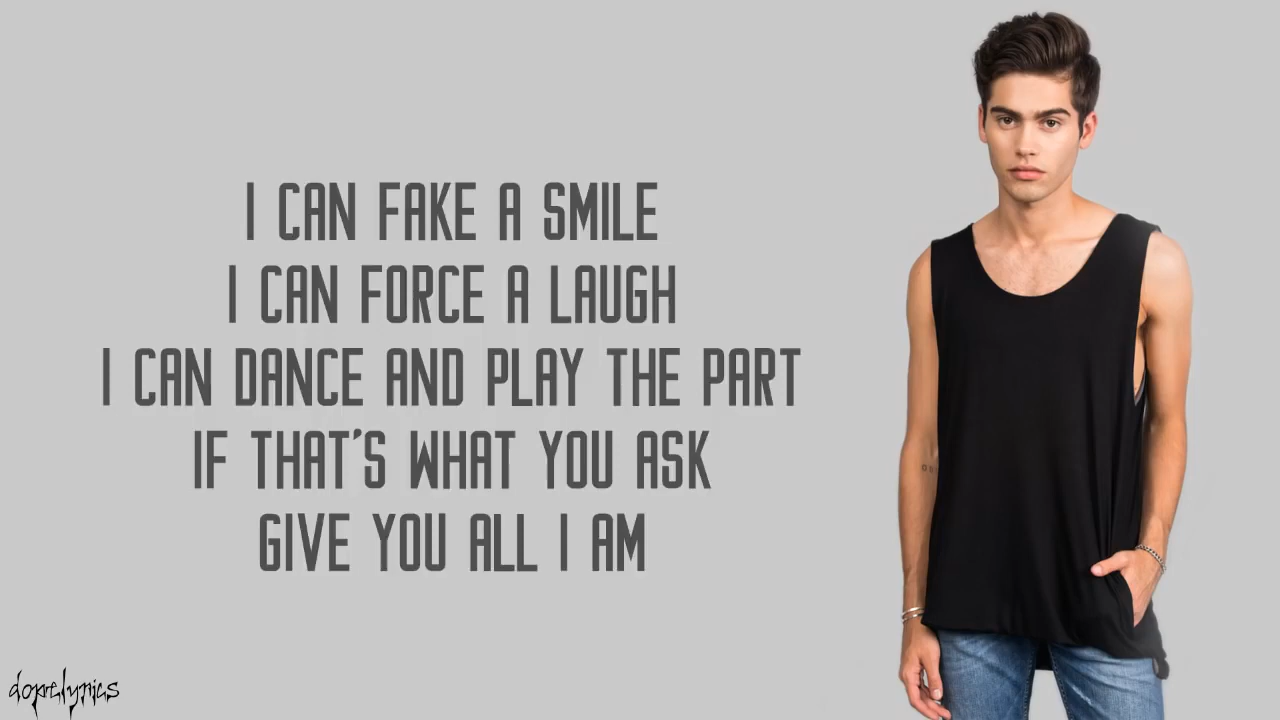 I CAN FAKE A SMILE
I CAN FORCE A LAUGH
I CAN DANCE AND PLAY THE PART
IF THAT'S WHAT YOU ASK
GIVE YOU ALL I AM
dopelyrics